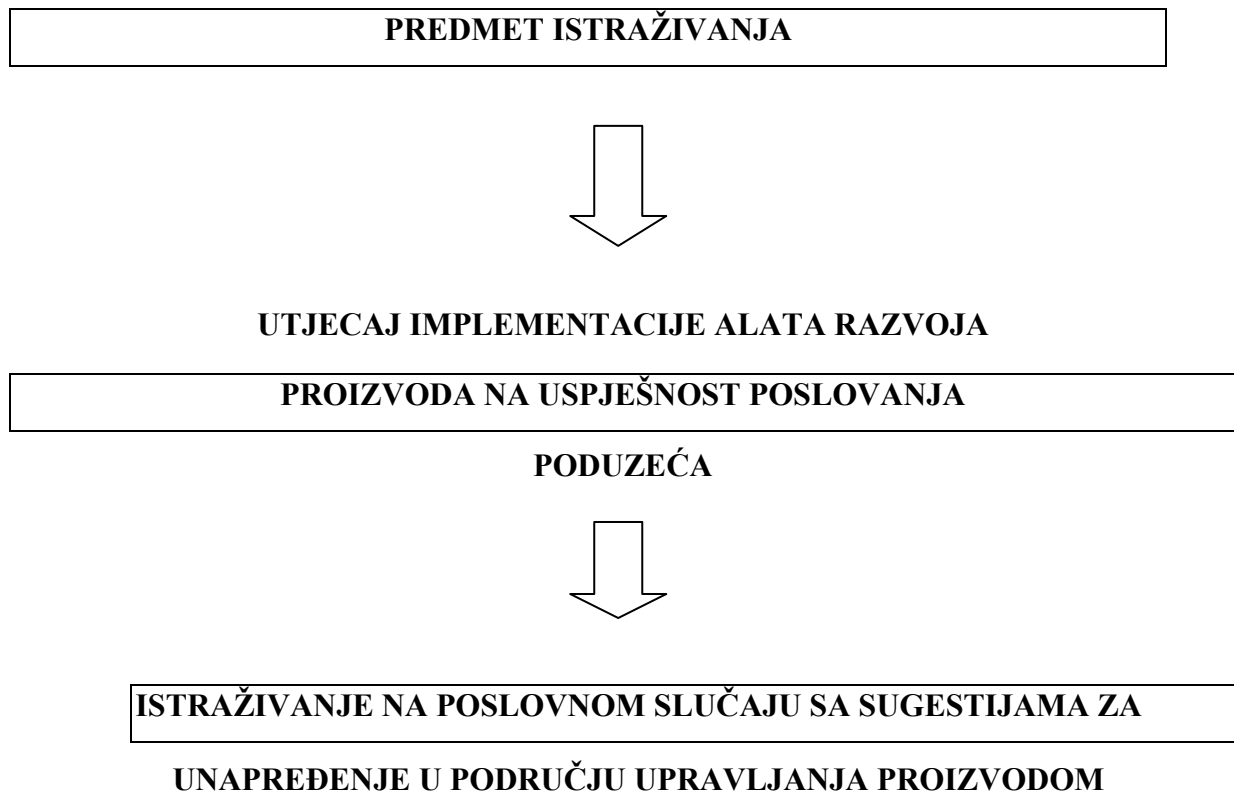 PREDMET ISTRAŽIVANJA
UTJECAJ IMPLEMENTACIJE ALATA RAZVOJA
PROIZVODA NA USPJEŠNOST POSLOVANJA
PODUZEĆA
ISTRAŽIVANJE NA POSLOVNOM SLUČAJU SA SUGESTIJAMA ZA
UNAPREĐENJE U PODRUČJU UPRAVLJANJA PROIZVODOM